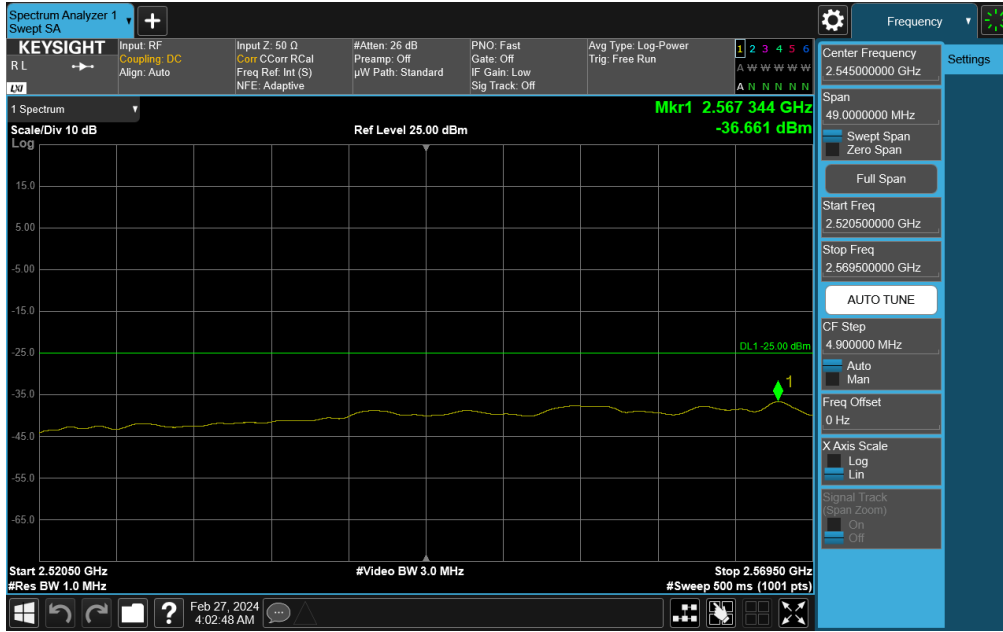 Spectrum Analyzer 1
Swept SA
Frequency
KEYSIGHT
R L
LXI
Input: RF
Coupling: DC
Align: Auto
Input Z: 50 Ω
Corr CCorr RCal
Freq Ref: Int (S)
NFE: Adaptive
#Atten: 26 dB
Preamp: Off
µW Path: Standard
PNO: Fast
Gate: Off
IF Gain: Low
Sig Track: Off
Avg Type: Log-Power
Trig: Free Run
1 2 3 4 5 6
A W W W W W
A N N N N N
1 Spectrum
Scale/Div 10 dB
Log
Ref Level 25.00 dBm
Mkr1 2.567 344 GHz
-36.661 dBm
15.0
5.00
-5.00
-15.0
-25.0
-35.0
-45.0
-55.0
-65.0
DL1 -25.00 dBm
1
Start 2.52050 GHz
#Res BW 1.0 MHz
#Video BW 3.0 MHz
Stop 2.56950 GHz
#Sweep 500 ms (1001 pts)
Feb 27, 2024
4:02:48 AM
Center Frequency
2.545000000 GHz
Settings
Span
49.0000000 MHz
Swept Span
Zero Span
Full Span
Start Freq
2.520500000 GHz
Stop Freq
2.569500000 GHz
AUTO TUNE
CF Step
4.900000 MHz
Auto
Man
Freq Offset
0 Hz
X Axis Scale
Log
Lin
Signal Track
(Span Zoom)
On
Off